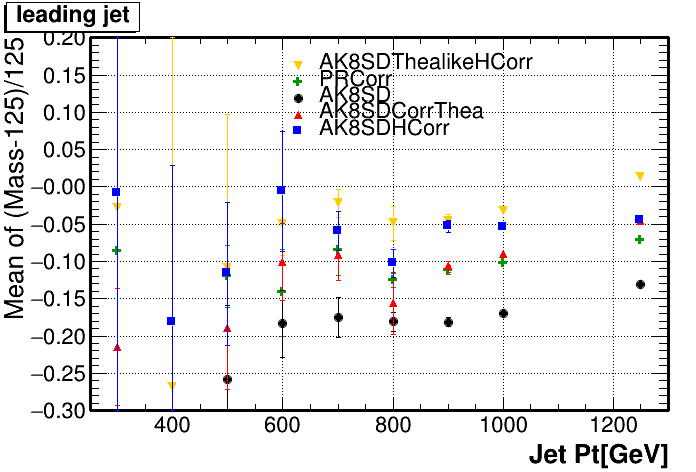 leading jet
Mean of (Mass-125)/125
0.20
0.15
0.10
0.05
−0.00
−0.05
−0.10
−0.15
−0.20
−0.25
−0.30
AK8SDThealikeHCorr
PRCorr
AK8SD
AK8SDCorrThea
AK8SDHCorr
400 600 800 1000 1200
Jet Pt[GeV]